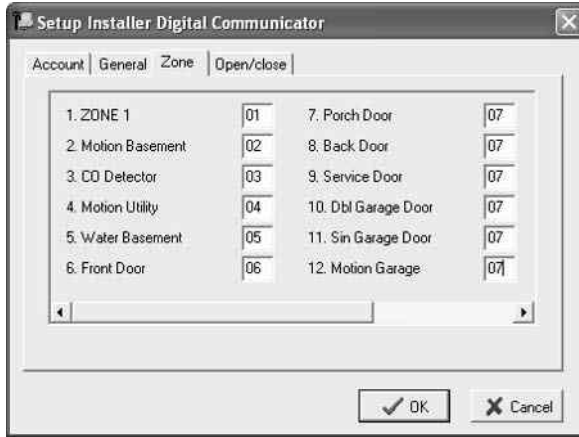 Setup Installer Digital Communicator
Account General Zone Open/close
1. ZONE 1 01 7. Porch Door 07
2. Motion Basement 02 8. Back Door 07
3. CO Detector 03 9. Service Door 07
4. Motion Utility 04 10. Dbl Garage Door 07
5. Water Basement 05 11. Sin Garage Door 07
6. Front Door 06 12. Motion Garage 07
OK Cancel